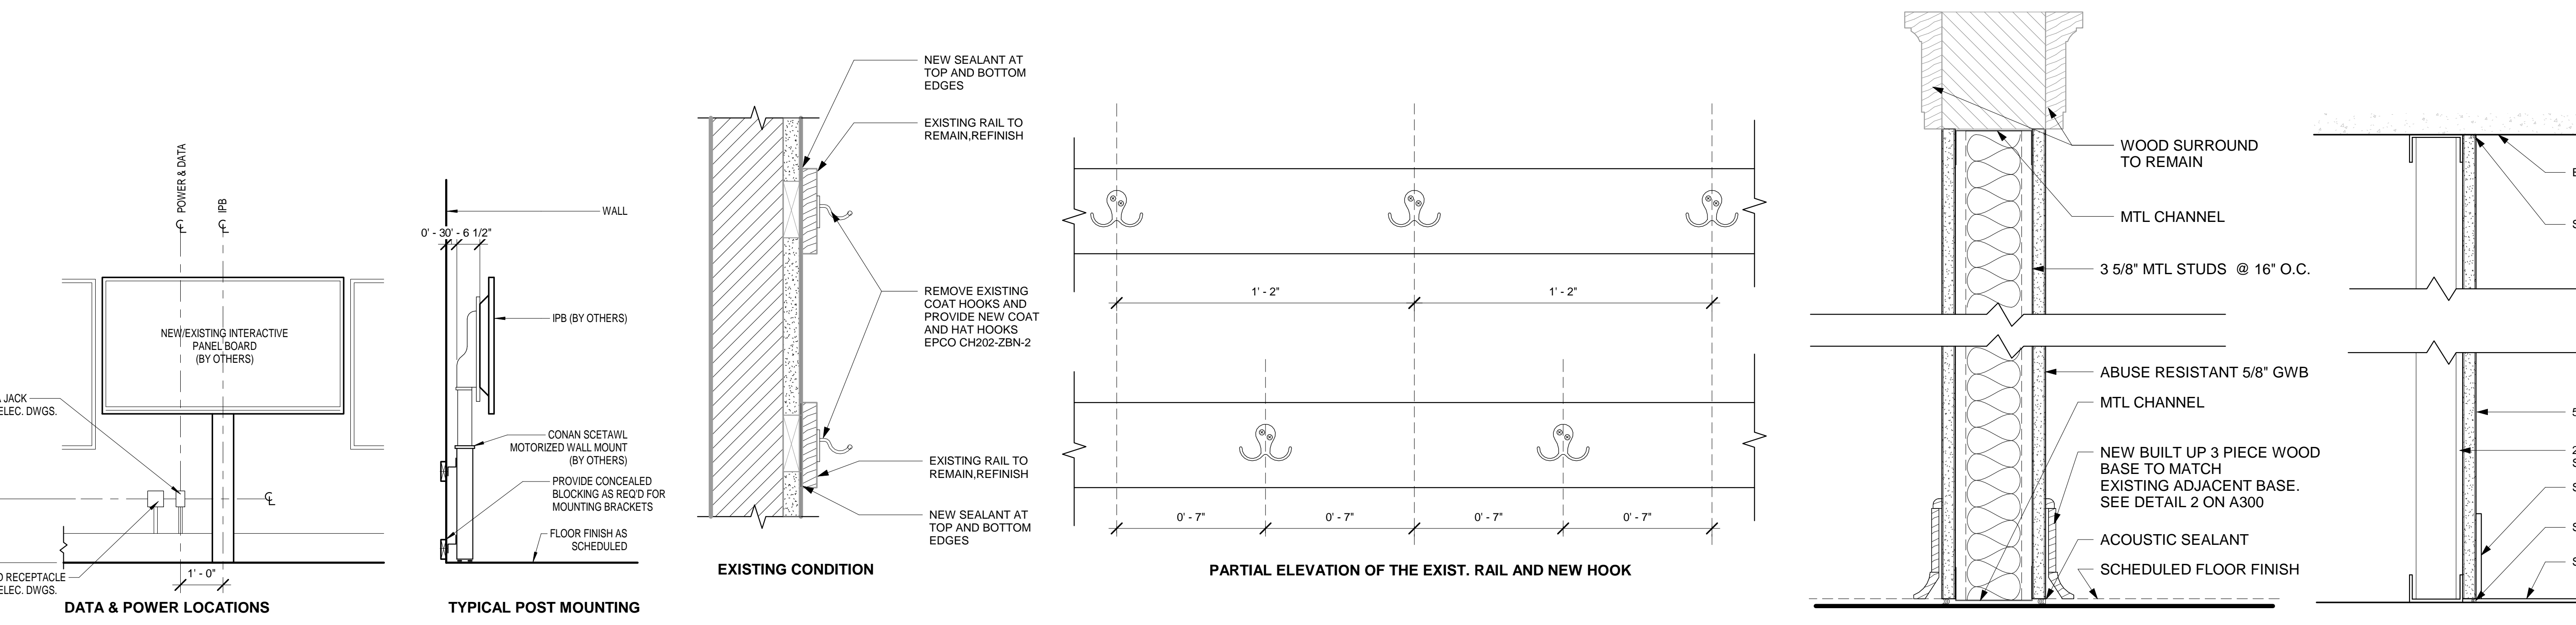 POWER & DATA
℄
IPB
℄
NEW/EXISTING INTERACTIVE
PANEL BOARD
(BY OTHERS)
JACK
ELEC. DWGS.
℄
RECEPTACLE
ELEC. DWGS.
1' - 0"
DATA & POWER LOCATIONS
WALL
0' - 30' - 6 1/2"
IPB (BY OTHERS)
CONAN SCETAWL
MOTORIZED WALL MOUNT
(BY OTHERS)
PROVIDE CONCEALED
BLOCKING AS REQ'D FOR
MOUNTING BRACKETS
FLOOR FINISH AS
SCHEDULED
TYPICAL POST MOUNTING
NEW SEALANT AT
TOP AND BOTTOM
EDGES
EXISTING RAIL TO
REMAIN,REFINISH
REMOVE EXISTING
COAT HOOKS AND
PROVIDE NEW COAT
AND HAT HOOKS
EPCO CH202-ZBN-2
EXISTING RAIL TO
REMAIN,REFINISH
NEW SEALANT AT
TOP AND BOTTOM
EDGES
EXISTING CONDITION
1' - 2"
1' - 2"
0' - 7"
0' - 7"
0' - 7"
0' - 7"
PARTIAL ELEVATION OF THE EXIST. RAIL AND NEW HOOK
WOOD SURROUND
TO REMAIN
MTL CHANNEL
3 5/8" MTL STUDS @ 16" O.C.
ABUSE RESISTANT 5/8" GWB
MTL CHANNEL
NEW BUILT UP 3 PIECE WOOD
BASE TO MATCH
EXISTING ADJACENT BASE.
SEE DETAIL 2 ON A300
ACOUSTIC SEALANT
SCHEDULED FLOOR FINISH